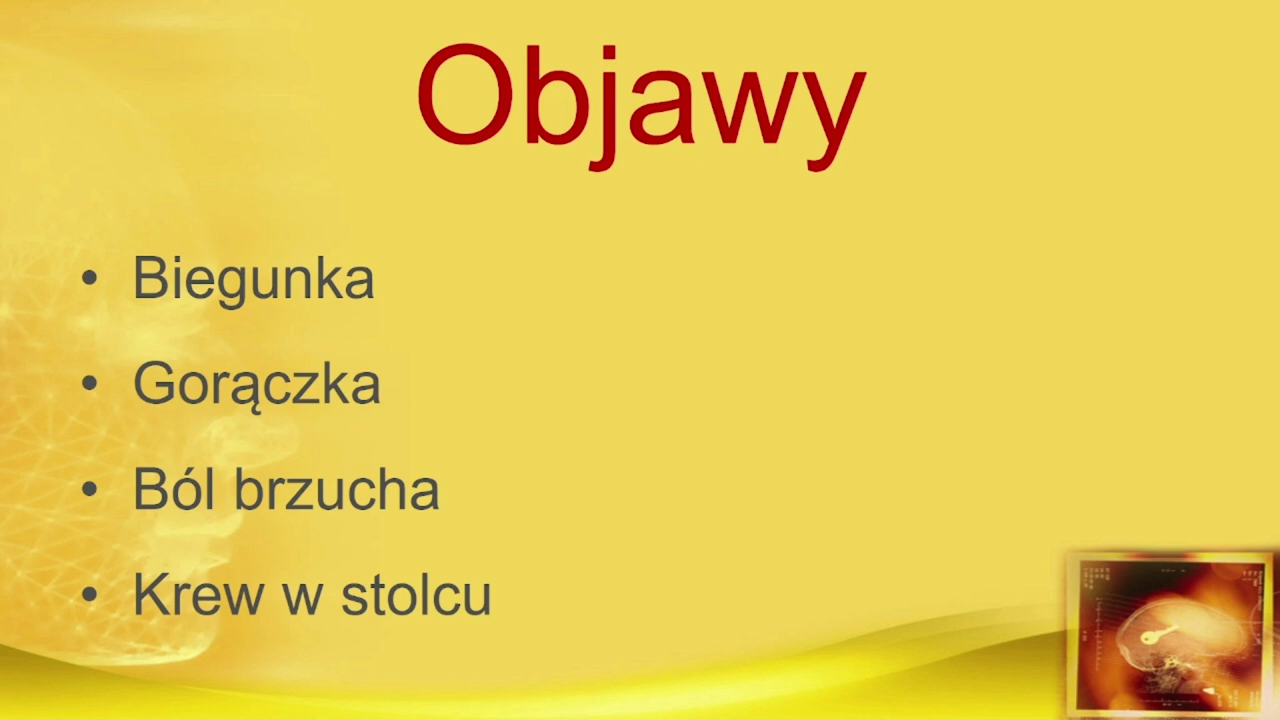 Objawy
• Biegunka
• Gorączka
• Ból brzucha
• Krew w stolcu